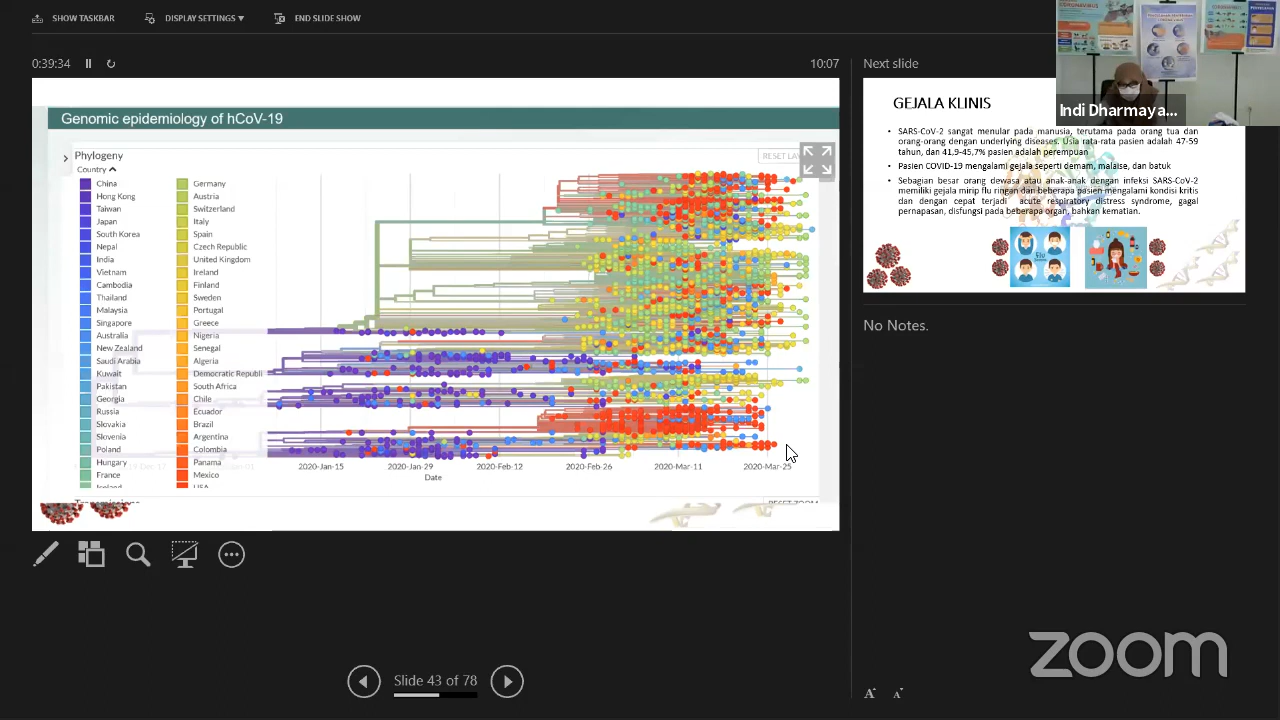 SHOW TASKBAR
DISPLAY SETTINGS ▼
END SLIDE SHOW
0:39:34
10:07
Genomic epidemiology of hCoV-19
Phylogeny
RESET LAY
Country
China
Hong Kong
Taiwan
Japan
South Korea
Nepal
India
Vietnam
Cambodia
Thailand
Malaysia
Singapore
Australia
New Zealand
Saudi Arabia
Kuwait
Pakistan
Georgia
Russia
Slovakia
Slovenia
Poland
Hungary
France
Iceland
Germany
Austria
Switzerland
Italy
Spain
Czech Republic
United Kingdom
Ireland
Finland
Sweden
Portugal
Greece
Nigeria
Senegal
Algeria
Democratic Republi
South Africa
Chile
Ecuador
Brazil
Argentina
Colombia
Panama
Mexico
USA
2020-Jan-15
2020-Jan-29
2020-Feb-12
2020-Feb-26
2020-Mar-11
2020-Mar-25
Date
Transmissions
RESET ZOOM
Slide 43 of 78
Next slide
GEJALA KLINIS
• SARS-CoV-2 sangat menular pada manusia, terutama pada orang tua dan
orang-orang dengan underlying diseases. Usia rata-rata pasien adalah 47-59
tahun, dan 41,9-45,7% pasien adalah perempuan
• Pasien COVID-19 mengalami gejala seperti demam, malaise, dan batuk
• Sebagian besar orang dewasa atau anak-anak dengan infeksi SARS-CoV-2
memiliki gejala mirip flu ringan dan beberapa pasien mengalami kondisi kritis
dan dengan cepat terjadi acute respiratory distress syndrome, gagal
pernapasan, disfungsi pada beberapa organ, bahkan kematian.
FLU
Indi Dharmaya...
No Notes.
zoom